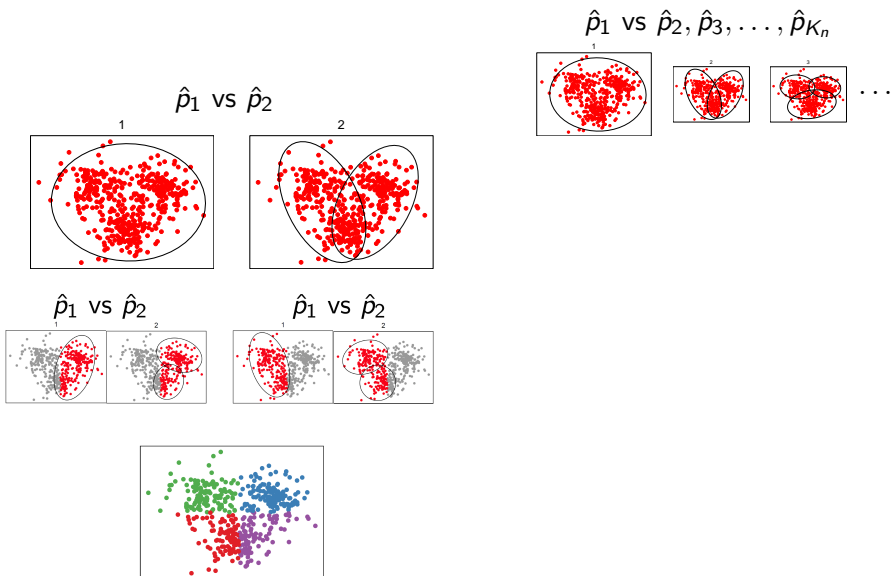 p̂₁ vs p̂₂
1 2
p̂₁ vs p̂₂ p̂₁ vs p̂₂
1 2 1 2
p̂₁ vs p̂₂, p̂₃, . . . , p̂_{K_n}
1 2 3
. . .